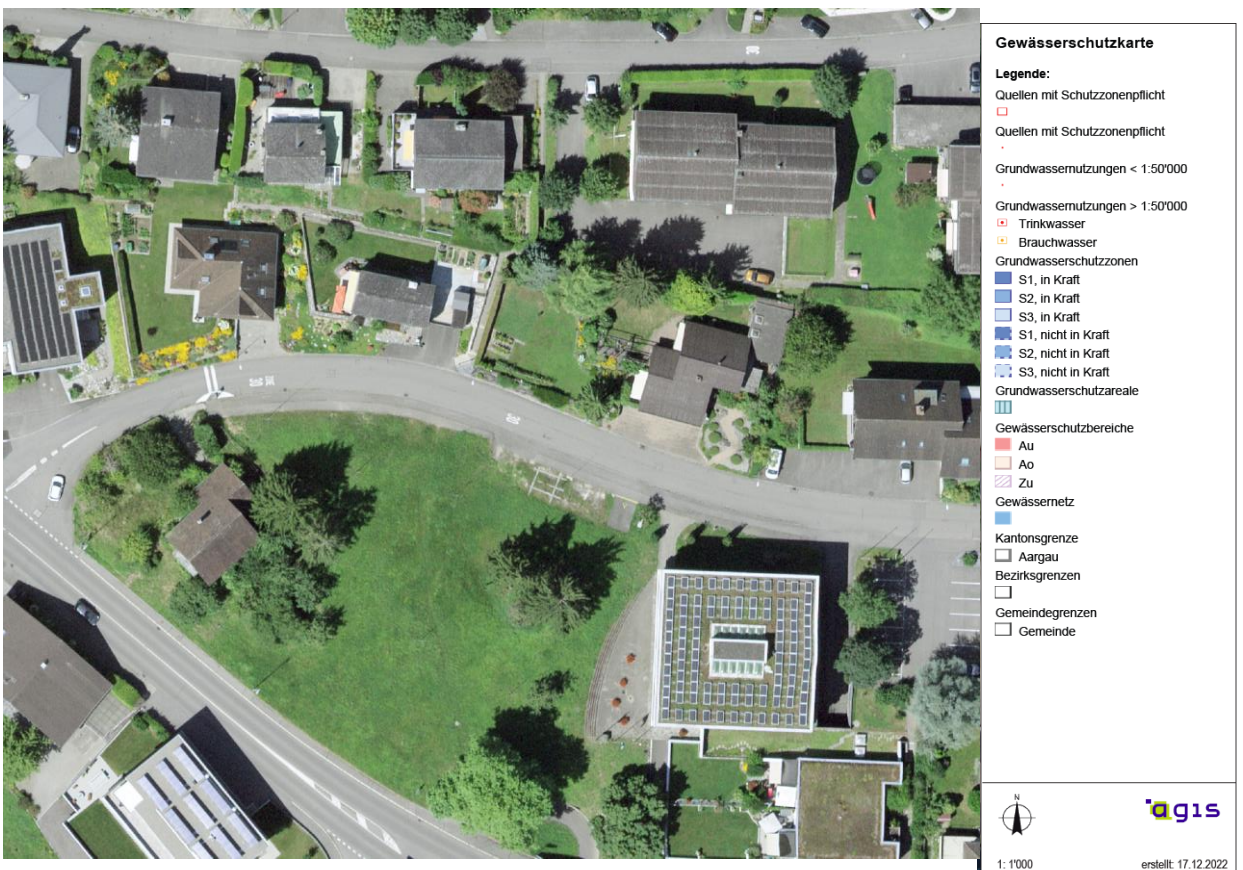 Gewässerschutzkarte
Legende:
Quellen mit Schutzzonenpflicht
Quellen mit Schutzzonenpflicht
Grundwassernutzungen < 1:50'000
Grundwassernutzungen > 1:50'000
Trinkwasser
Brauchwasser
Grundwasserschutzzonen
S1, in Kraft
S2, in Kraft
S3, in Kraft
S1, nicht in Kraft
S2, nicht in Kraft
S3, nicht in Kraft
Grundwasserschutzareale
Gewässerschutzbereiche
Au
Ao
Zu
Gewässernetz
Kantonsgrenze
Aargau
Bezirksgrenzen
Gemeindegrenzen
Gemeinde
N
agis
1: 1'000
erstellt: 17.12.2022